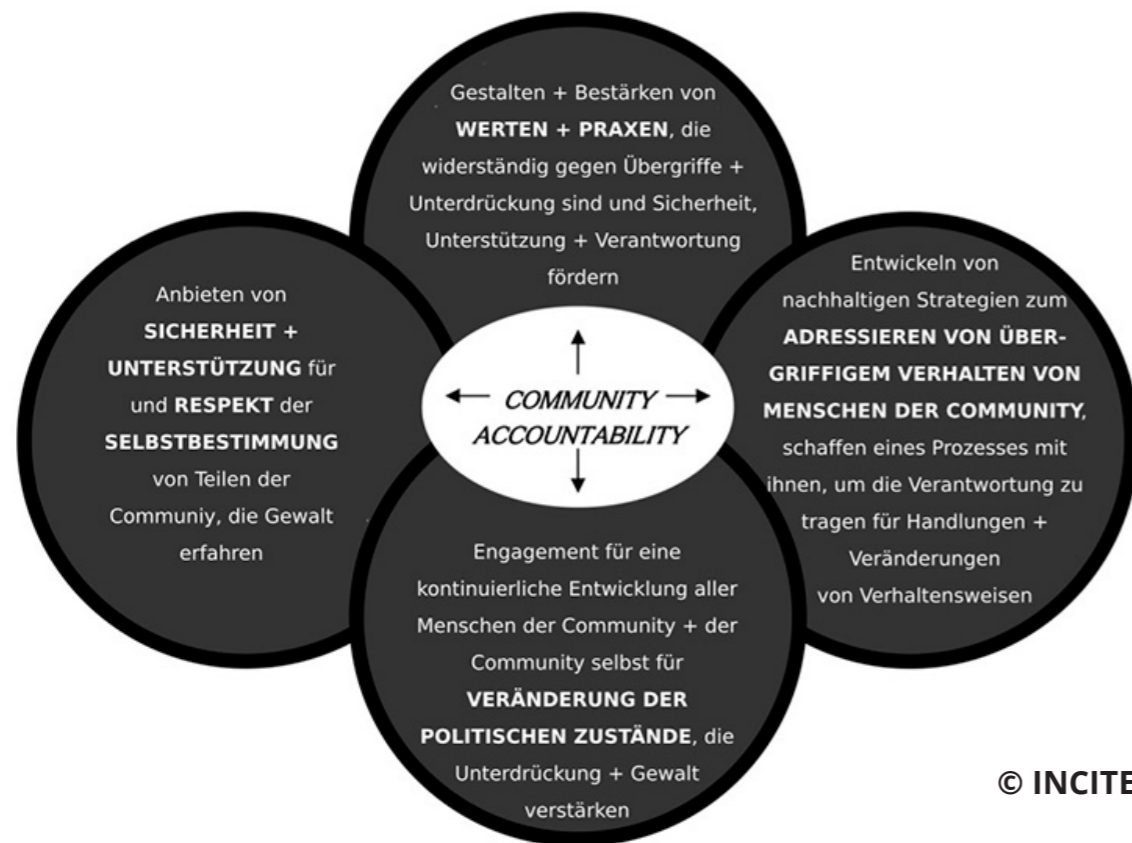 Gestalten + Bestärken von
WERTEN + PRAXEN, die
widerständig gegen Übergriffe +
Unterdrückung sind und Sicherheit,
Unterstützung + Verantwortung
fördern
Anbieten von
SICHERHEIT +
UNTERSTÜTZUNG für
und RESPEKT der
SELBSTBESTIMMUNG
von Teilen der
Communiy, die Gewalt
erfahren
COMMUNITY
ACCOUNTABILITY
Entwickeln von
nachhaltigen Strategien zum
ADRESSIEREN VON ÜBER-
GRIFFIGEM VERHALTEN VON
MENSCHEN DER COMMUNITY,
schaffen eines Prozesses mit
ihnen, um die Verantwortung zu
tragen für Handlungen +
Veränderungen
von Verhaltensweisen
Engagement für eine
kontinuierliche Entwicklung aller
Menschen der Community + der
Community selbst für
VERÄNDERUNG DER
POLITISCHEN ZUSTÄNDE, die
Unterdrückung + Gewalt
verstärken
© INCITE